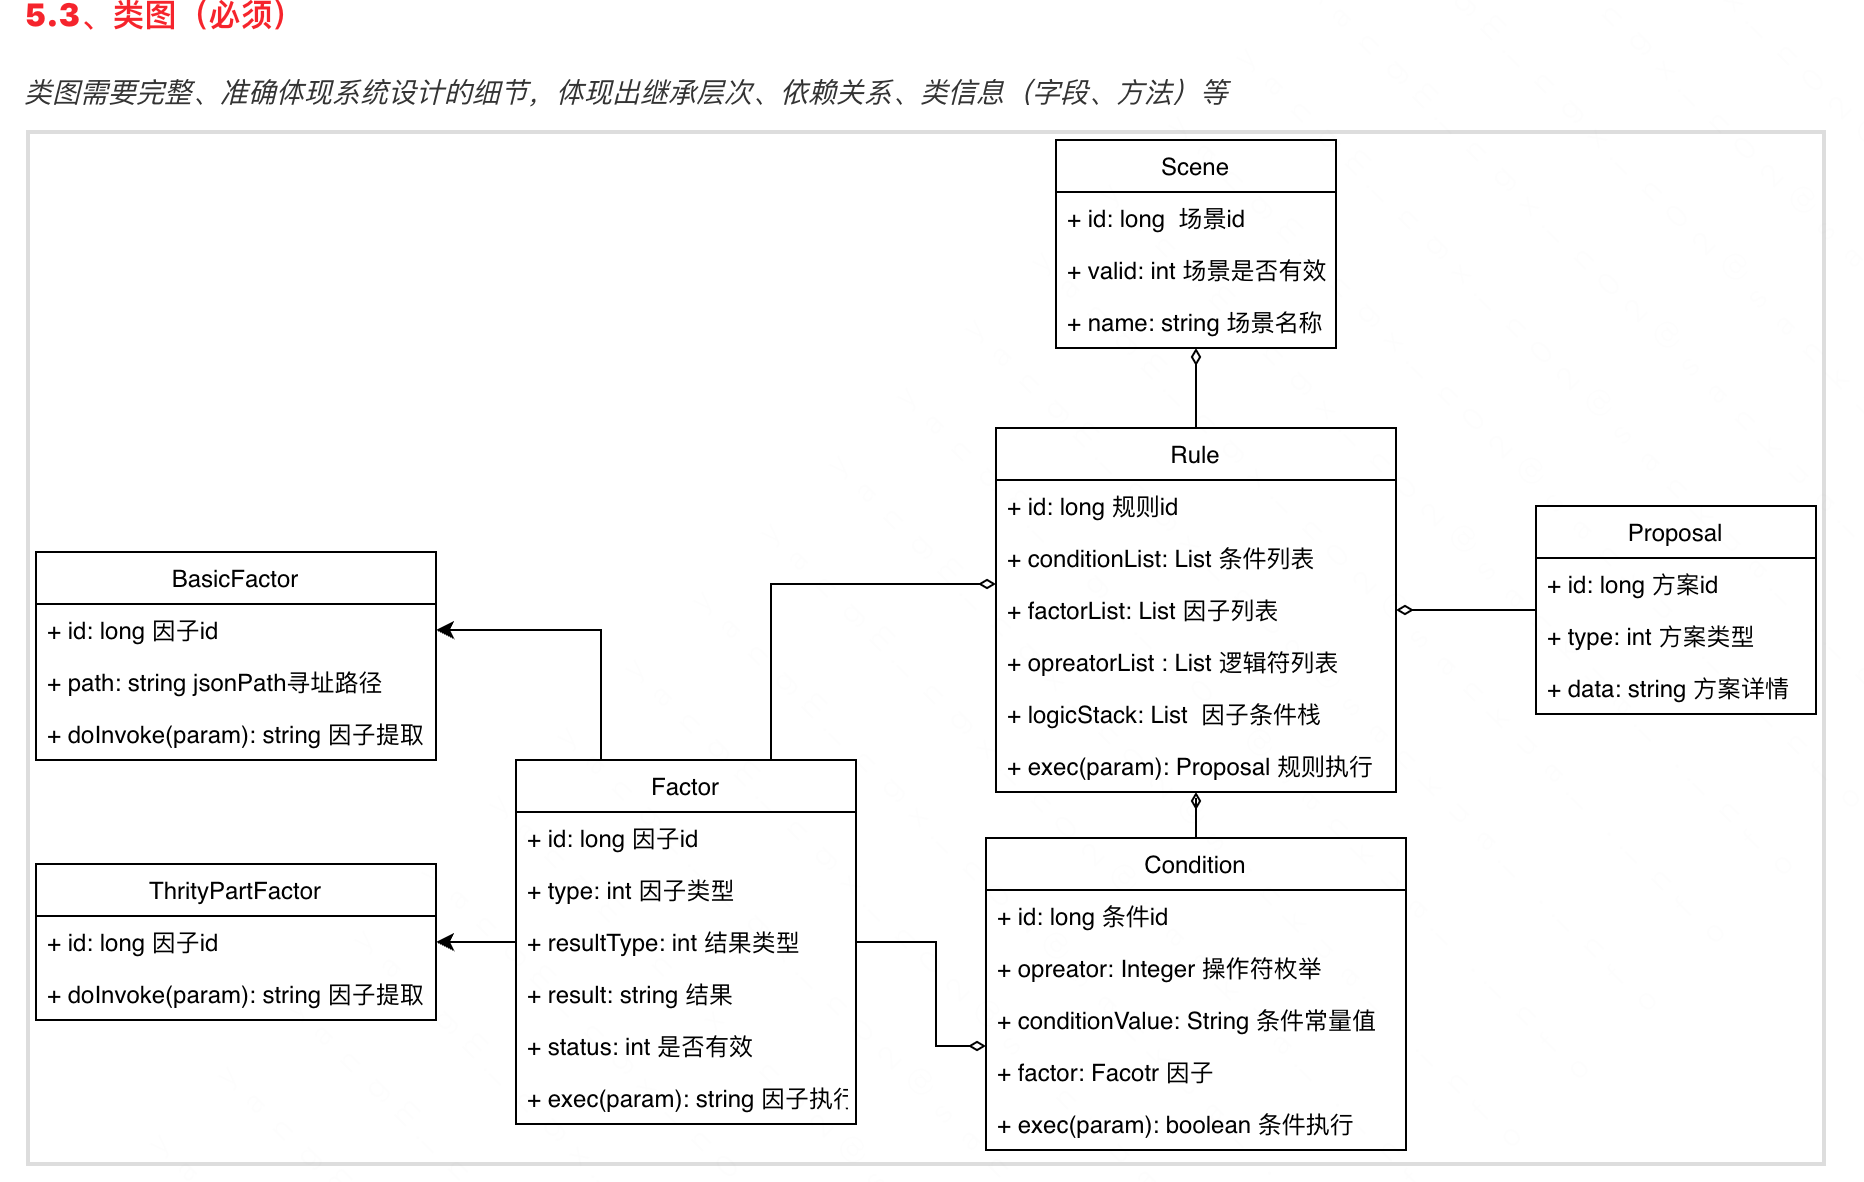 5.3、类图（必须）
类图需要完整、准确体现系统设计的细节，体现出继承层次、依赖关系、类信息（字段、方法）等
Scene
+ id: long  场景id
+ valid: int 场景是否有效
+ name: string 场景名称
Rule
+ id: long 规则id
+ conditionList: List 条件列表
+ factorList: List 因子列表
+ opreatorList : List 逻辑符列表
+ logicStack: List  因子条件栈
+ exec(param): Proposal 规则执行
Proposal
+ id: long 方案id
+ type: int 方案类型
+ data: string 方案详情
BasicFactor
+ id: long 因子id
+ path: string jsonPath寻址路径
+ doInvoke(param): string 因子提取
ThrityPartFactor
+ id: long 因子id
+ doInvoke(param): string 因子提取
Factor
+ id: long 因子id
+ type: int 因子类型
+ resultType: int 结果类型
+ result: string 结果
+ status: int 是否有效
+ exec(param): string 因子执行
Condition
+ id: long 条件id
+ opreator: Integer 操作符枚举
+ conditionValue: String 条件常量值
+ factor: Facotr 因子
+ exec(param): boolean 条件执行